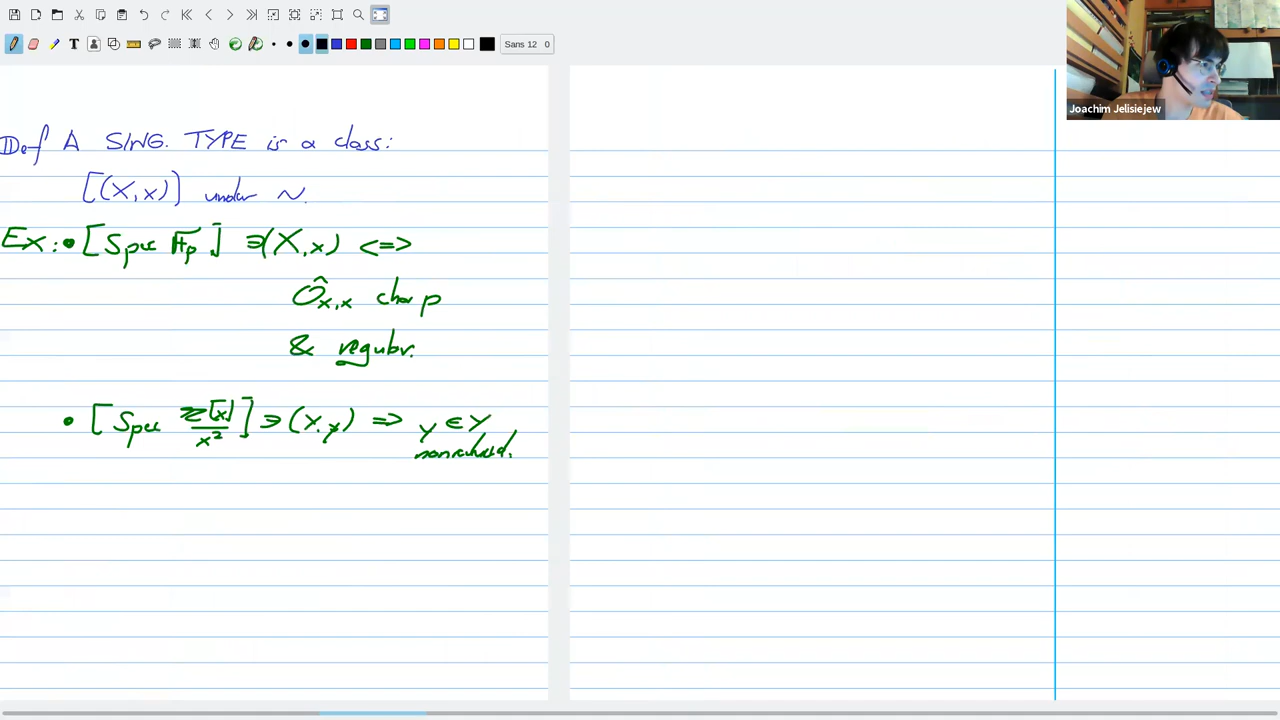 Sans 12 0
Joachim Jelisiejew
Def A SING. TYPE is a class:
[(X,x)] under ~.
Ex: • [Spec 𝔽p] ∋ (X,x) <=>
Ô_{X,x} char p
& regular.
• [Spec Z[x]/x²] ∋ (Y,y) => y ∈ Y
nonreduced.